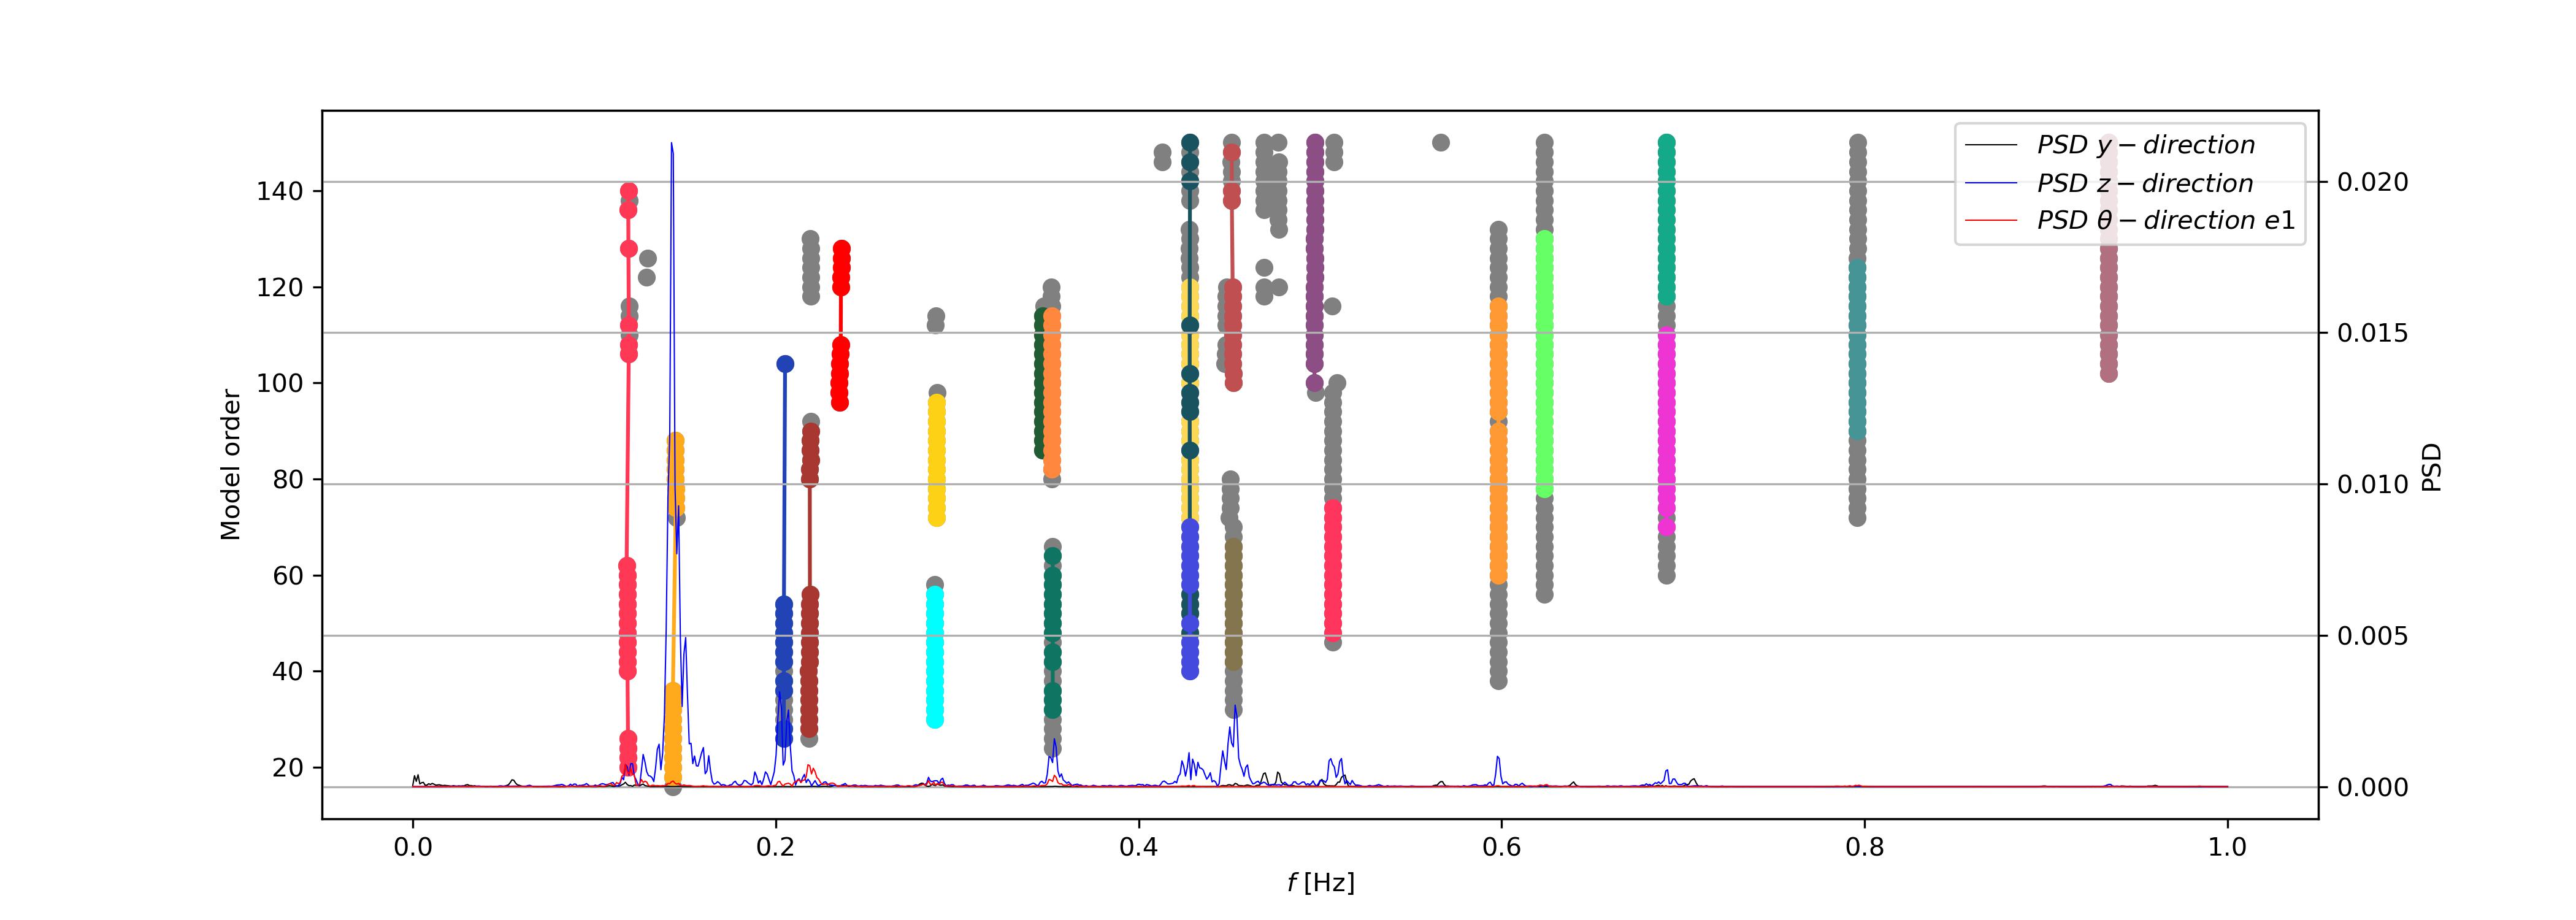 PSD y − direction
PSD z − direction
PSD θ − direction e1
Model order
140
120
100
80
60
40
20
0.020
0.015
0.010
0.005
0.000
PSD
0.0 0.2 0.4 0.6 0.8 1.0
f [Hz]